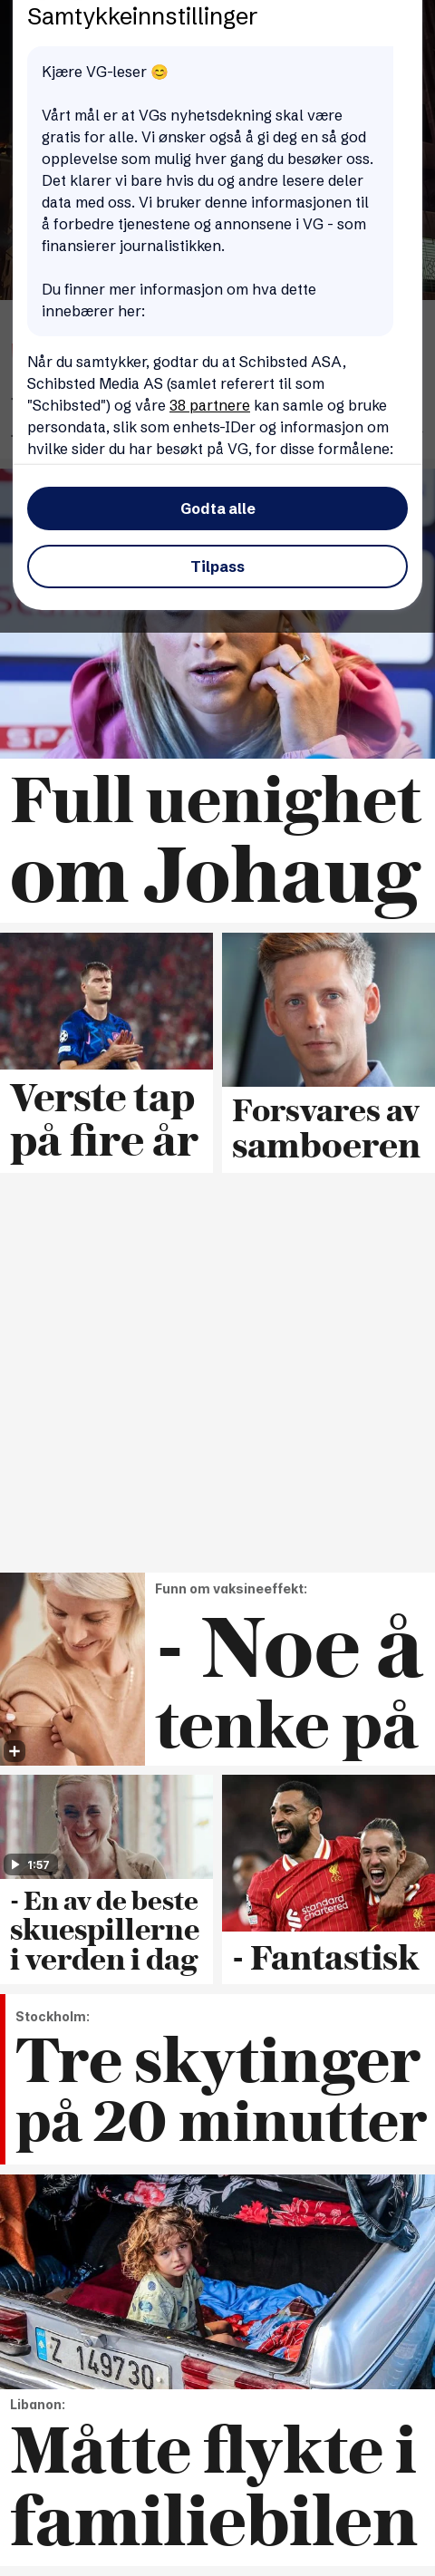 Samtykkeinnstillinger
Kjære VG-leser 😊
Vårt mål er at VGs nyhetsdekning skal være
gratis for alle. Vi ønsker også å gi deg en så god
opplevelse som mulig hver gang du besøker oss.
Det klarer vi bare hvis du og andre lesere deler
data med oss. Vi bruker denne informasjonen til
å forbedre tjenestene og annonsene i VG - som
finansierer journalistikken.
Du finner mer informasjon om hva dette
innebærer her:
Når du samtykker, godtar du at Schibsted ASA,
Schibsted Media AS (samlet referert til som
"Schibsted") og våre 38 partnere kan samle og bruke
persondata, slik som enhets-IDer og informasjon om
hvilke sider du har besøkt på VG, for disse formålene:
Godta alle
Tilpass
Full uenighet
om Johaug
Verste tap
på fire år
Forsvares av
samboeren
Funn om vaksineeffekt:
- Noe å
tenke på
1:57
- En av de beste
skuespillerne
i verden i dag
standard
chartered
- Fantastisk
Stockholm:
Tre skytinger
på 20 minutter
Z 149730
Libanon:
Måtte flykte i
familiebilen